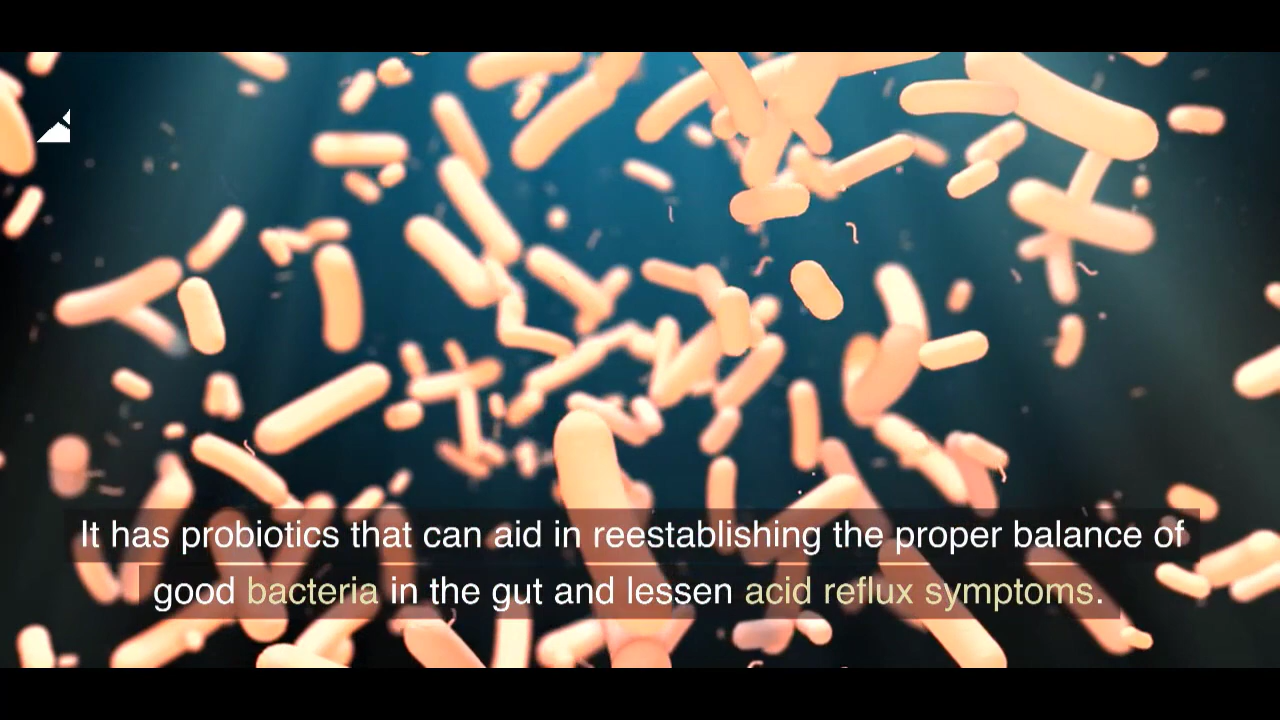 It has probiotics that can aid in reestablishing the proper balance of
good bacteria in the gut and lessen acid reflux symptoms.